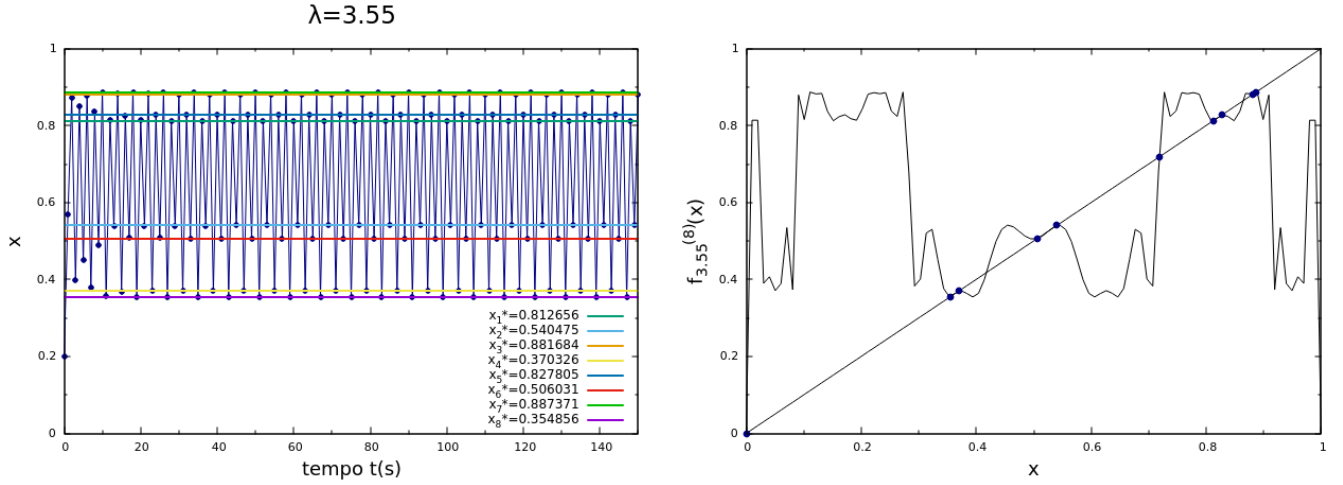 λ=3.55
1
0.8
0.6
0.4
0.2
0
x
x1*=0.812656
x2*=0.540475
x3*=0.881684
x4*=0.370326
x5*=0.827805
x6*=0.506031
x7*=0.887371
x8*=0.354856
0 20 40 60 80 100 120 140
tempo t(s)
1
0.8
0.6
0.4
0.2
0
f3.55(8)(x)
0 0.2 0.4 0.6 0.8 1
x